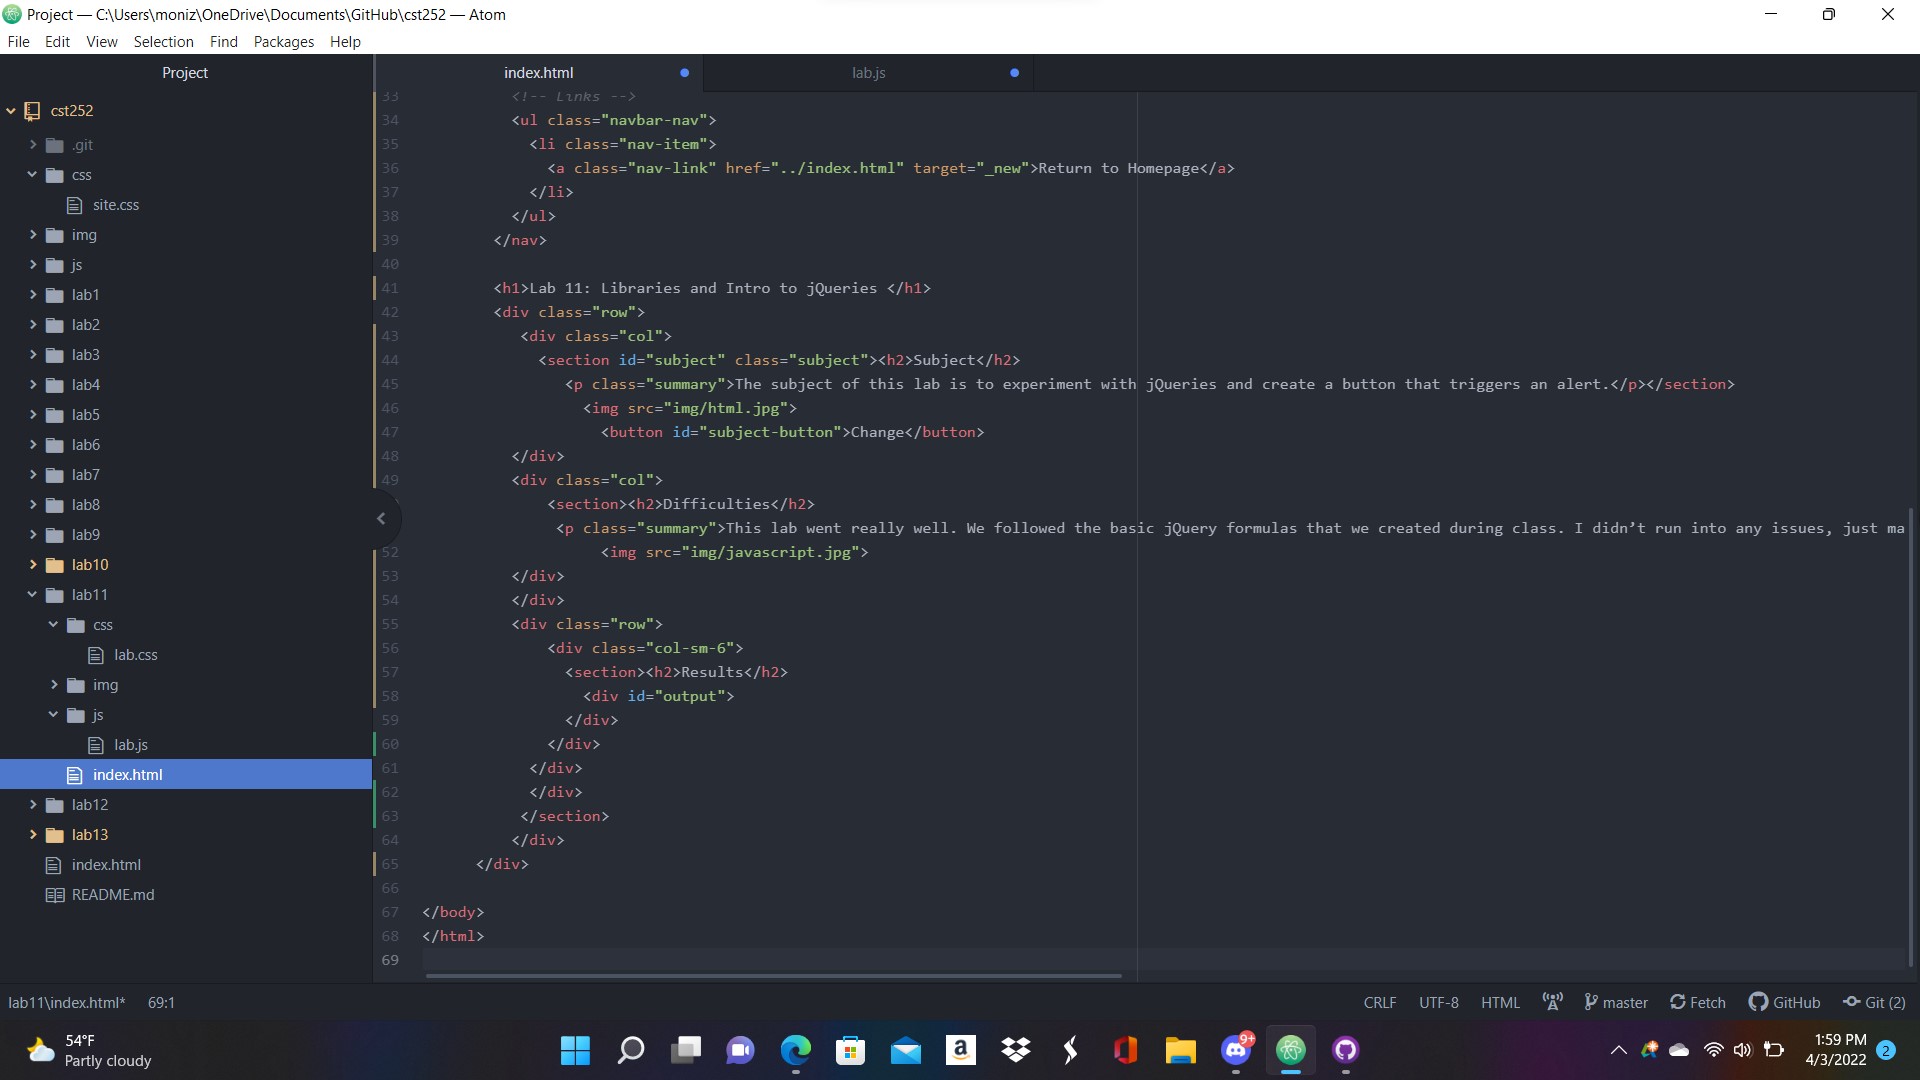 Project — C:\Users\moniz\OneDrive\Documents\GitHub\cst252 — Atom
File Edit View Selection Find Packages Help
Project
cst252
.git
css
site.css
img
js
lab1
lab2
lab3
lab4
lab5
lab6
lab7
lab8
lab9
lab10
lab11
css
lab.css
img
js
lab.js
index.html
lab12
lab13
index.html
README.md
index.html lab.js
33 <!-- Links -->
34 <ul class="navbar-nav">
35 <li class="nav-item">
36 <a class="nav-link" href="../index.html" target="_new">Return to Homepage</a>
37 </li>
38 </ul>
39 </nav>
40
41 <h1>Lab 11: Libraries and Intro to jQueries </h1>
42 <div class="row">
43 <div class="col">
44 <section id="subject" class="subject"><h2>Subject</h2>
45 <p class="summary">The subject of this lab is to experiment with jQueries and create a button that triggers an alert.</p></section>
46 <img src="img/html.jpg">
47 <button id="subject-button">Change</button>
48 </div>
49 <div class="col">
<section><h2>Difficulties</h2>
<p class="summary">This lab went really well. We followed the basic jQuery formulas that we created during class. I didn’t run into any issues, just ma
52 <img src="img/javascript.jpg">
53 </div>
54 </div>
55 <div class="row">
56 <div class="col-sm-6">
57 <section><h2>Results</h2>
58 <div id="output">
59 </div>
60 </div>
61 </div>
62 </div>
63 </section>
64 </div>
65 </div>
66
67 </body>
68 </html>
69
lab11\index.html* 69:1 CRLF UTF-8 HTML master Fetch GitHub Git (2)
54°F
Partly cloudy
a
9+
1:59 PM
4/3/2022
2